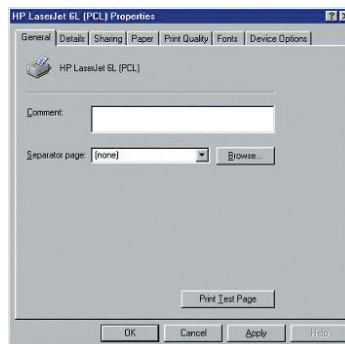 HP LaserJet 6L (PCL) Properties
General Details Sharing Paper Print Quality Fonts Device Options
HP LaserJet 6L (PCL)
Comment:
Separator page: (none) Browse...
Print Test Page
OK Cancel Apply Help